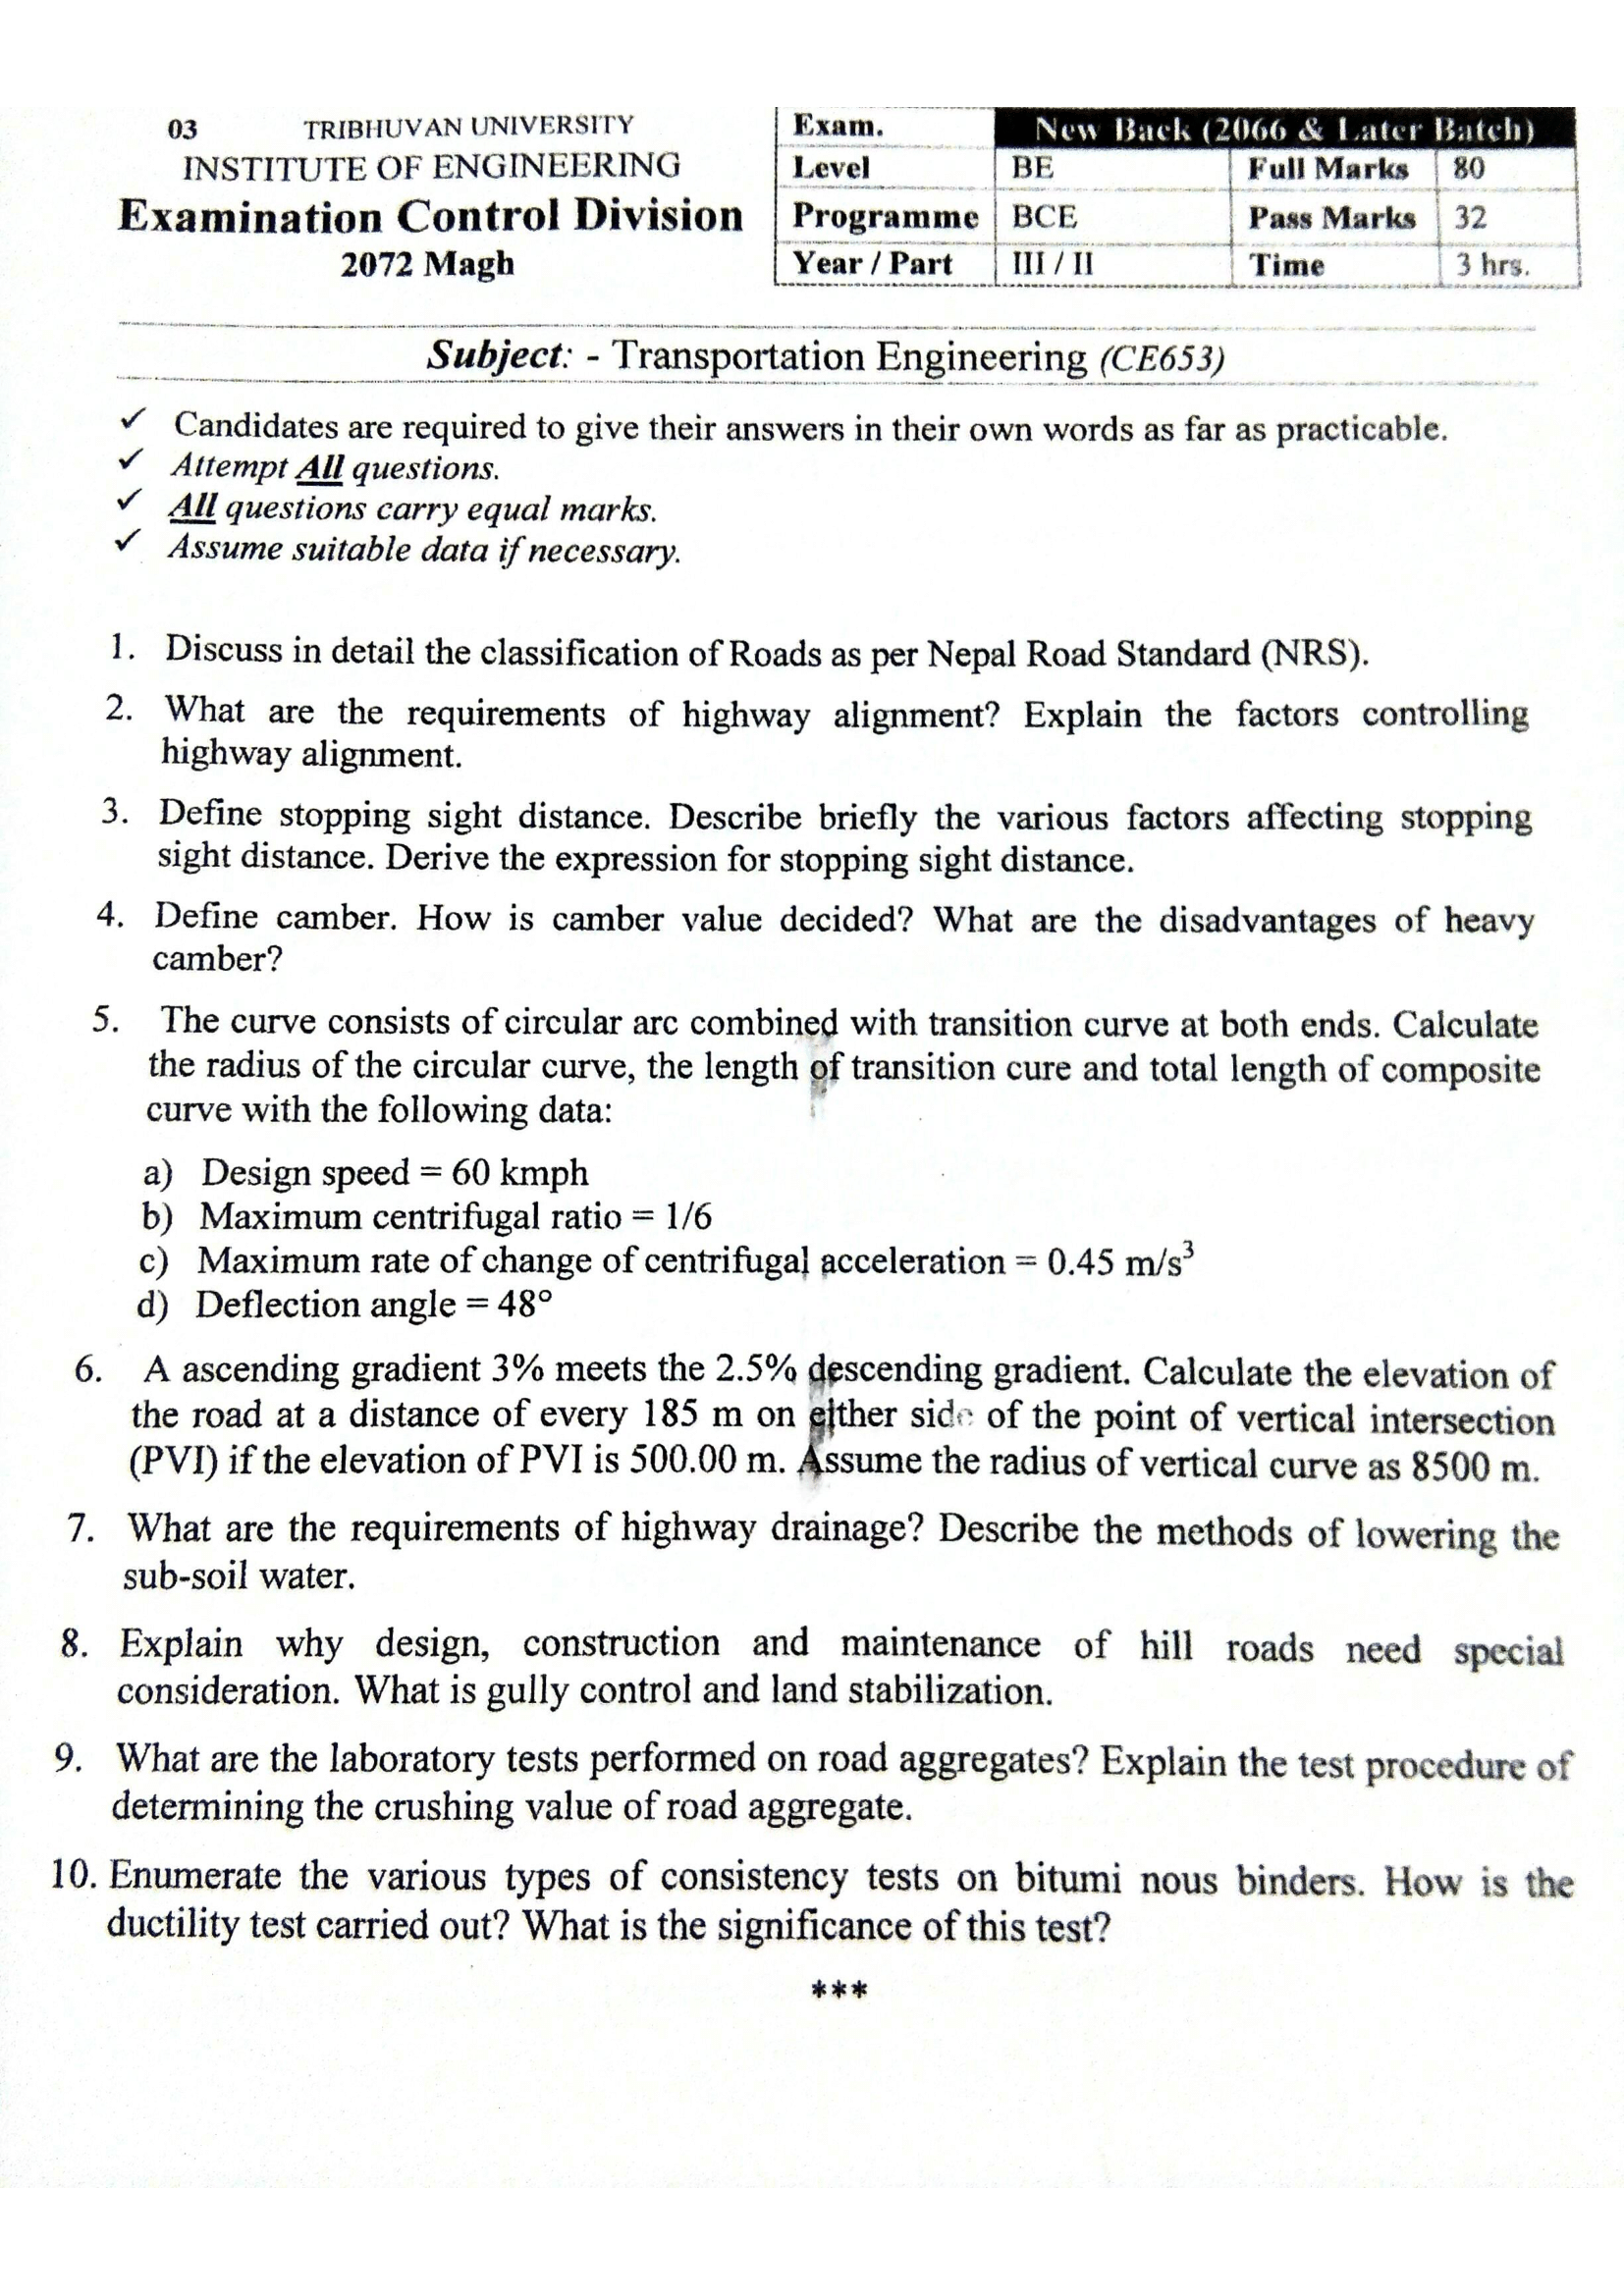 03 TRIBHUVAN UNIVERSITY
INSTITUTE OF ENGINEERING
Examination Control Division
2072 Magh
Exam. New Back (2066 & Later Batch)
Level BE Full Marks 80
Programme BCE Pass Marks 32
Year / Part III / II Time 3 hrs.
Subject: - Transportation Engineering (CE653)
✓ Candidates are required to give their answers in their own words as far as practicable.
✓ Attempt All questions.
✓ All questions carry equal marks.
✓ Assume suitable data if necessary.
1. Discuss in detail the classification of Roads as per Nepal Road Standard (NRS).
2. What are the requirements of highway alignment? Explain the factors controlling
highway alignment.
3. Define stopping sight distance. Describe briefly the various factors affecting stopping
sight distance. Derive the expression for stopping sight distance.
4. Define camber. How is camber value decided? What are the disadvantages of heavy
camber?
5. The curve consists of circular arc combined with transition curve at both ends. Calculate
the radius of the circular curve, the length of transition cure and total length of composite
curve with the following data:
a) Design speed = 60 kmph
b) Maximum centrifugal ratio = 1/6
c) Maximum rate of change of centrifugal acceleration = 0.45 m/s³
d) Deflection angle = 48°
6. A ascending gradient 3% meets the 2.5% descending gradient. Calculate the elevation of
the road at a distance of every 185 m on either side of the point of vertical intersection
(PVI) if the elevation of PVI is 500.00 m. Assume the radius of vertical curve as 8500 m.
7. What are the requirements of highway drainage? Describe the methods of lowering the
sub-soil water.
8. Explain why design, construction and maintenance of hill roads need special
consideration. What is gully control and land stabilization.
9. What are the laboratory tests performed on road aggregates? Explain the test procedure of
determining the crushing value of road aggregate.
10. Enumerate the various types of consistency tests on bitumi nous binders. How is the
ductility test carried out? What is the significance of this test?
***